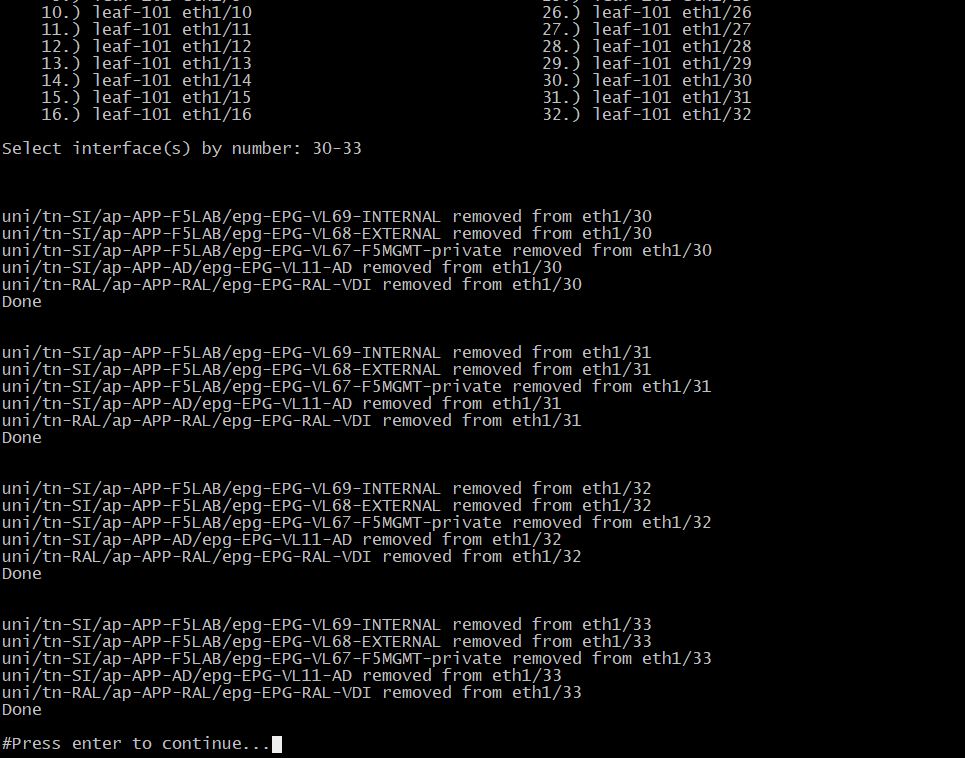 10.) leaf-101 eth1/10 26.) leaf-101 eth1/26
11.) leaf-101 eth1/11 27.) leaf-101 eth1/27
12.) leaf-101 eth1/12 28.) leaf-101 eth1/28
13.) leaf-101 eth1/13 29.) leaf-101 eth1/29
14.) leaf-101 eth1/14 30.) leaf-101 eth1/30
15.) leaf-101 eth1/15 31.) leaf-101 eth1/31
16.) leaf-101 eth1/16 32.) leaf-101 eth1/32
Select interface(s) by number: 30-33
uni/tn-SI/ap-APP-F5LAB/epg-EPG-VL69-INTERNAL removed from eth1/30
uni/tn-SI/ap-APP-F5LAB/epg-EPG-VL68-EXTERNAL removed from eth1/30
uni/tn-SI/ap-APP-F5LAB/epg-EPG-VL67-F5MGMT-private removed from eth1/30
uni/tn-SI/ap-APP-AD/epg-EPG-VL11-AD removed from eth1/30
uni/tn-RAL/ap-APP-RAL/epg-EPG-RAL-VDI removed from eth1/30
Done
uni/tn-SI/ap-APP-F5LAB/epg-EPG-VL69-INTERNAL removed from eth1/31
uni/tn-SI/ap-APP-F5LAB/epg-EPG-VL68-EXTERNAL removed from eth1/31
uni/tn-SI/ap-APP-F5LAB/epg-EPG-VL67-F5MGMT-private removed from eth1/31
uni/tn-SI/ap-APP-AD/epg-EPG-VL11-AD removed from eth1/31
uni/tn-RAL/ap-APP-RAL/epg-EPG-RAL-VDI removed from eth1/31
Done
uni/tn-SI/ap-APP-F5LAB/epg-EPG-VL69-INTERNAL removed from eth1/32
uni/tn-SI/ap-APP-F5LAB/epg-EPG-VL68-EXTERNAL removed from eth1/32
uni/tn-SI/ap-APP-F5LAB/epg-EPG-VL67-F5MGMT-private removed from eth1/32
uni/tn-SI/ap-APP-AD/epg-EPG-VL11-AD removed from eth1/32
uni/tn-RAL/ap-APP-RAL/epg-EPG-RAL-VDI removed from eth1/32
Done
uni/tn-SI/ap-APP-F5LAB/epg-EPG-VL69-INTERNAL removed from eth1/33
uni/tn-SI/ap-APP-F5LAB/epg-EPG-VL68-EXTERNAL removed from eth1/33
uni/tn-SI/ap-APP-F5LAB/epg-EPG-VL67-F5MGMT-private removed from eth1/33
uni/tn-SI/ap-APP-AD/epg-EPG-VL11-AD removed from eth1/33
uni/tn-RAL/ap-APP-RAL/epg-EPG-RAL-VDI removed from eth1/33
Done
#Press enter to continue...